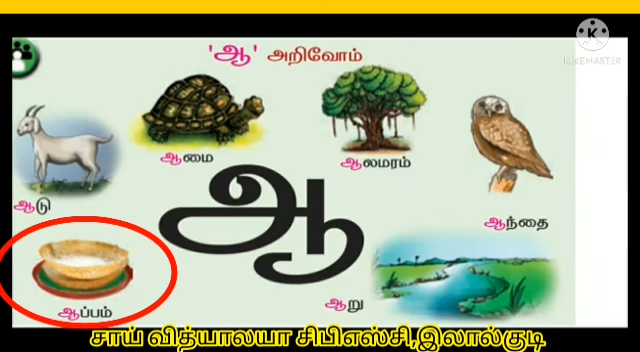 'ஆ' அறிவோம்
KINEMASTER
ஆடு
ஆமை
ஆலமரம்
ஆந்தை
ஆ
ஆப்பம்
ஆறு
சாய் வித்யாலயா சிபிஎஸ்சி,இலால்குடி